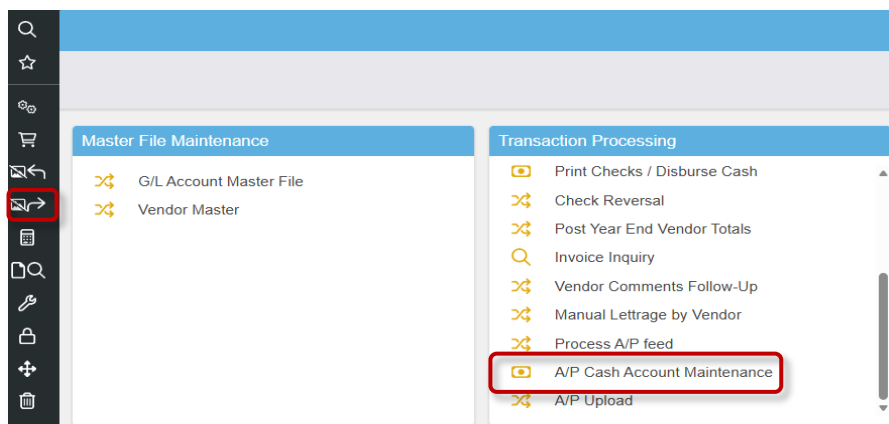 Master File Maintenance
G/L Account Master File
Vendor Master
Transaction Processing
Print Checks / Disburse Cash
Check Reversal
Post Year End Vendor Totals
Invoice Inquiry
Vendor Comments Follow-Up
Manual Lettrage by Vendor
Process A/P feed
A/P Cash Account Maintenance
A/P Upload